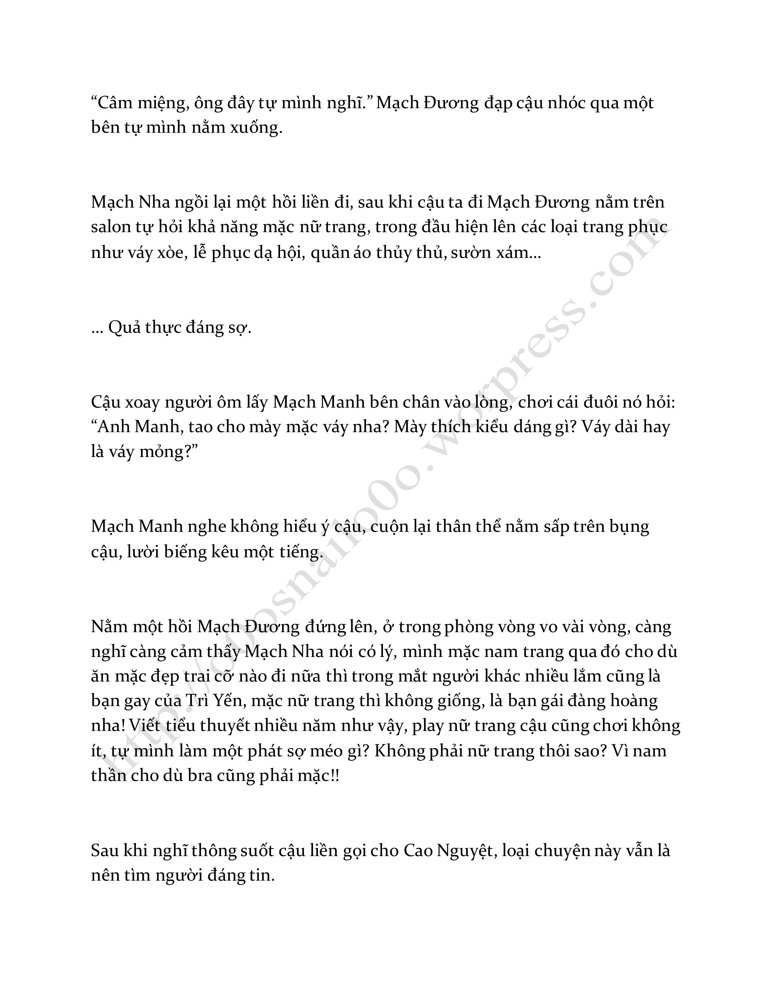 “Câm miệng, ông đây tự mình nghĩ.” Mạch Đương đạp cậu nhóc qua một
bên tự mình nằm xuống.
Mạch Nha ngồi lại một hồi liền đi, sau khi cậu ta đi Mạch Đương nằm trên
salon tự hỏi khả năng mặc nữ trang, trong đầu hiện lên các loại trang phục
như váy xòe, lễ phục dạ hội, quần áo thủy thủ, sườn xám...
... Quả thực đáng sợ.
Cậu xoay người ôm lấy Mạch Manh bên chân vào lòng, chơi cái đuôi nó hỏi:
“Anh Manh, tao cho mày mặc váy nha? Mày thích kiểu dáng gì? Váy dài hay
là váy mỏng?”
Mạch Manh nghe không hiểu ý cậu, cuộn lại thân thể nằm sấp trên bụng
cậu, lười biếng kêu một tiếng.
Nằm một hồi Mạch Đương đứng lên, ở trong phòng vòng vo vài vòng, càng
nghĩ càng cảm thấy Mạch Nha nói có lý, mình mặc nam trang qua đó cho dù
ăn mặc đẹp trai cỡ nào đi nữa thì trong mắt người khác nhiều lắm cũng là
bạn gay của Trì Yến, mặc nữ trang thì không giống, là bạn gái đàng hoàng
nha! Viết tiểu thuyết nhiều năm như vậy, play nữ trang cậu cũng chơi không
ít, tự mình làm một phát sợ méo gì? Không phải nữ trang thôi sao? Vì nam
thần cho dù bra cũng phải mặc!!
Sau khi nghĩ thông suốt cậu liền gọi cho Cao Nguyệt, loại chuyện này vẫn là
nên tìm người đáng tin.
http://o0osnailo0o.worpress.com